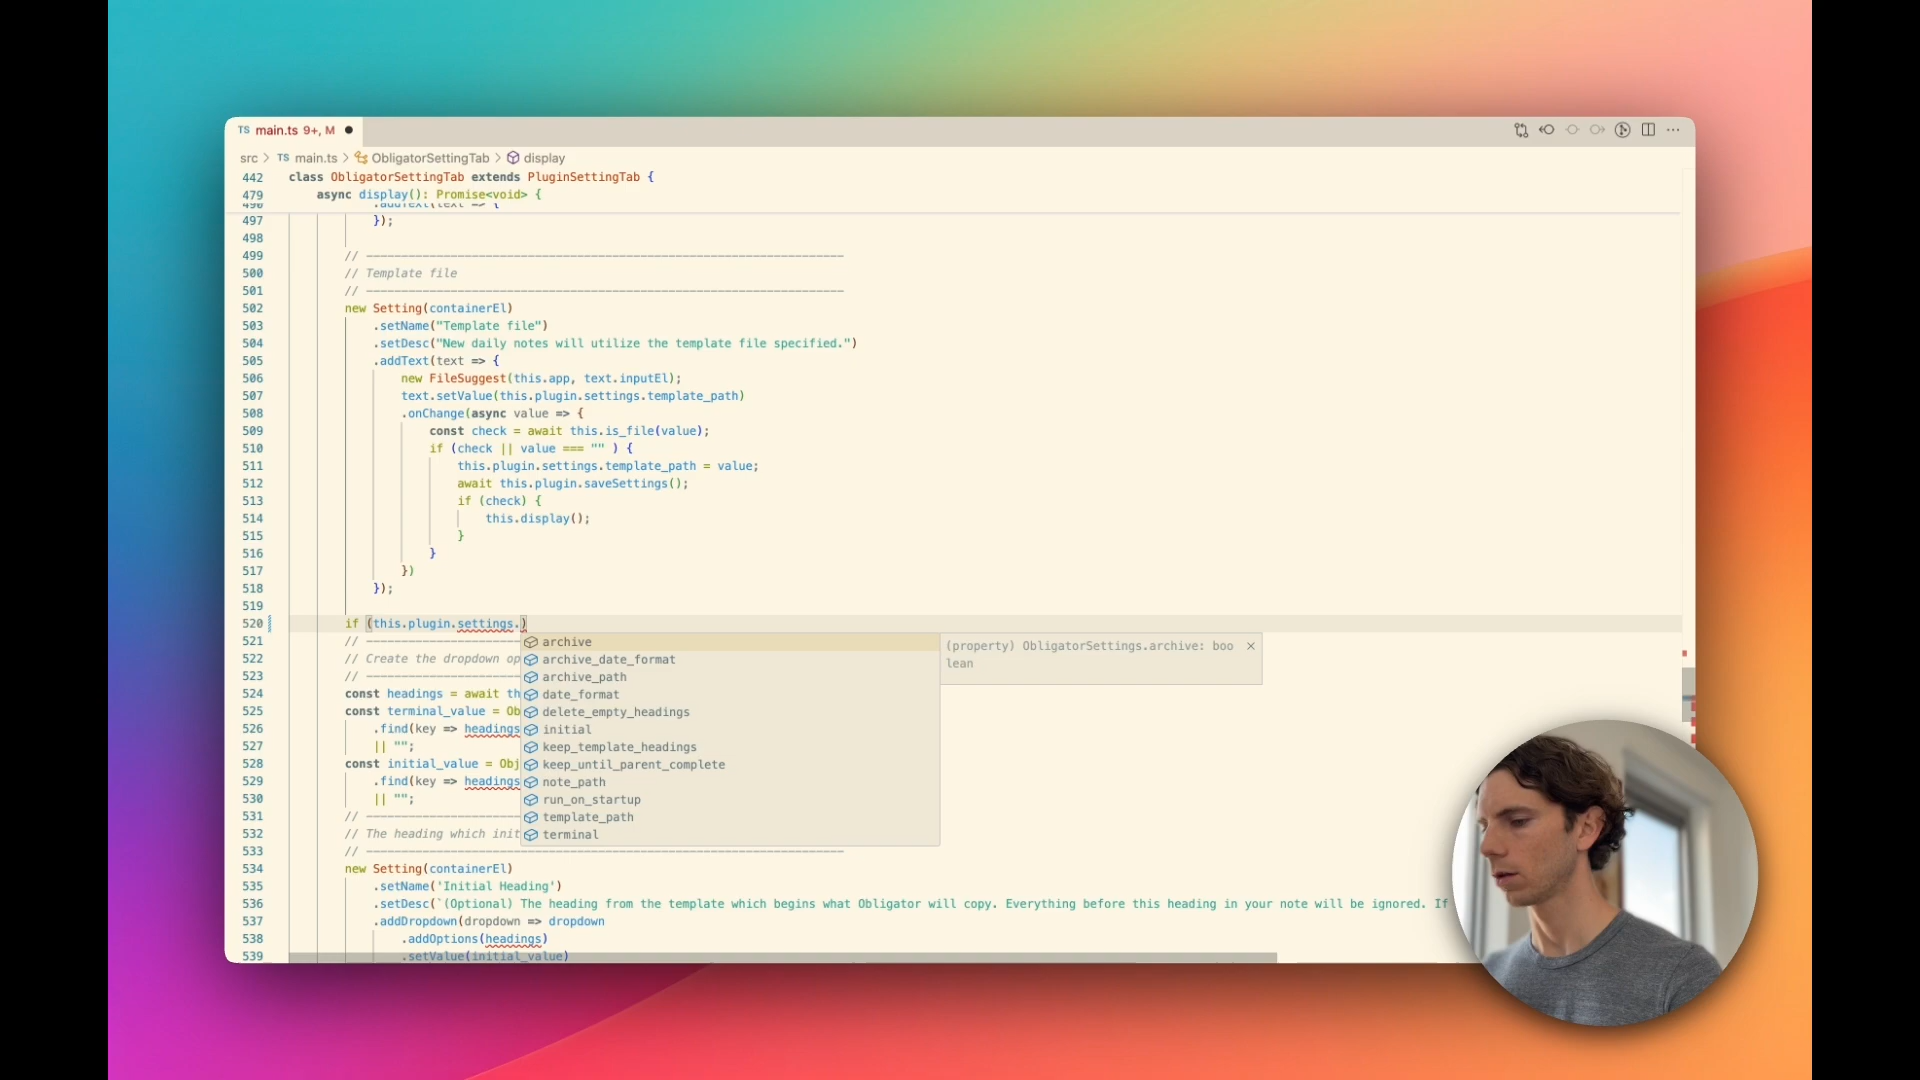 TS main.ts 9+, M
src > TS main.ts > ObligatorSettingTab > display
442 class ObligatorSettingTab extends PluginSettingTab {
479 async display(): Promise<void> {
496 .addText(text => {
497 });
498
499 // ————————————————————
500 // Template file
501 // ————————————————————
502 new Setting(containerEl)
503 .setName("Template file")
504 .setDesc("New daily notes will utilize the template file specified.")
505 .addText(text => {
506 new FileSuggest(this.app, text.inputEl);
507 text.setValue(this.plugin.settings.template_path)
508 .onChange(async value => {
509 const check = await this.is_file(value);
510 if (check || value === "" ) {
511 this.plugin.settings.template_path = value;
512 await this.plugin.saveSettings();
513 if (check) {
514 this.display();
515 }
516 }
517 })
518 });
519
520 if (this.plugin.settings.)
521 // ————————————————————
522 // Create the dropdown op
523 // ————————————————————
524 const headings = await th
525 const terminal_value = Ob
526 .find(key => headings
527 || "";
528 const initial_value = Obj
529 .find(key => headings
530 || "";
531 // ————————————————————
532 // The heading which init
533 // ————————————————————
534 new Setting(containerEl)
535 .setName('Initial Heading')
536 .setDesc(`(Optional) The heading from the template which begins what Obligator will copy. Everything before this heading in your note will be ignored. If
537 .addDropdown(dropdown => dropdown
538 .addOptions(headings)
539 .setValue(initial_value)
archive
archive_date_format
archive_path
date_format
delete_empty_headings
initial
keep_template_headings
keep_until_parent_complete
note_path
run_on_startup
template_path
terminal
(property) ObligatorSettings.archive: boo
lean